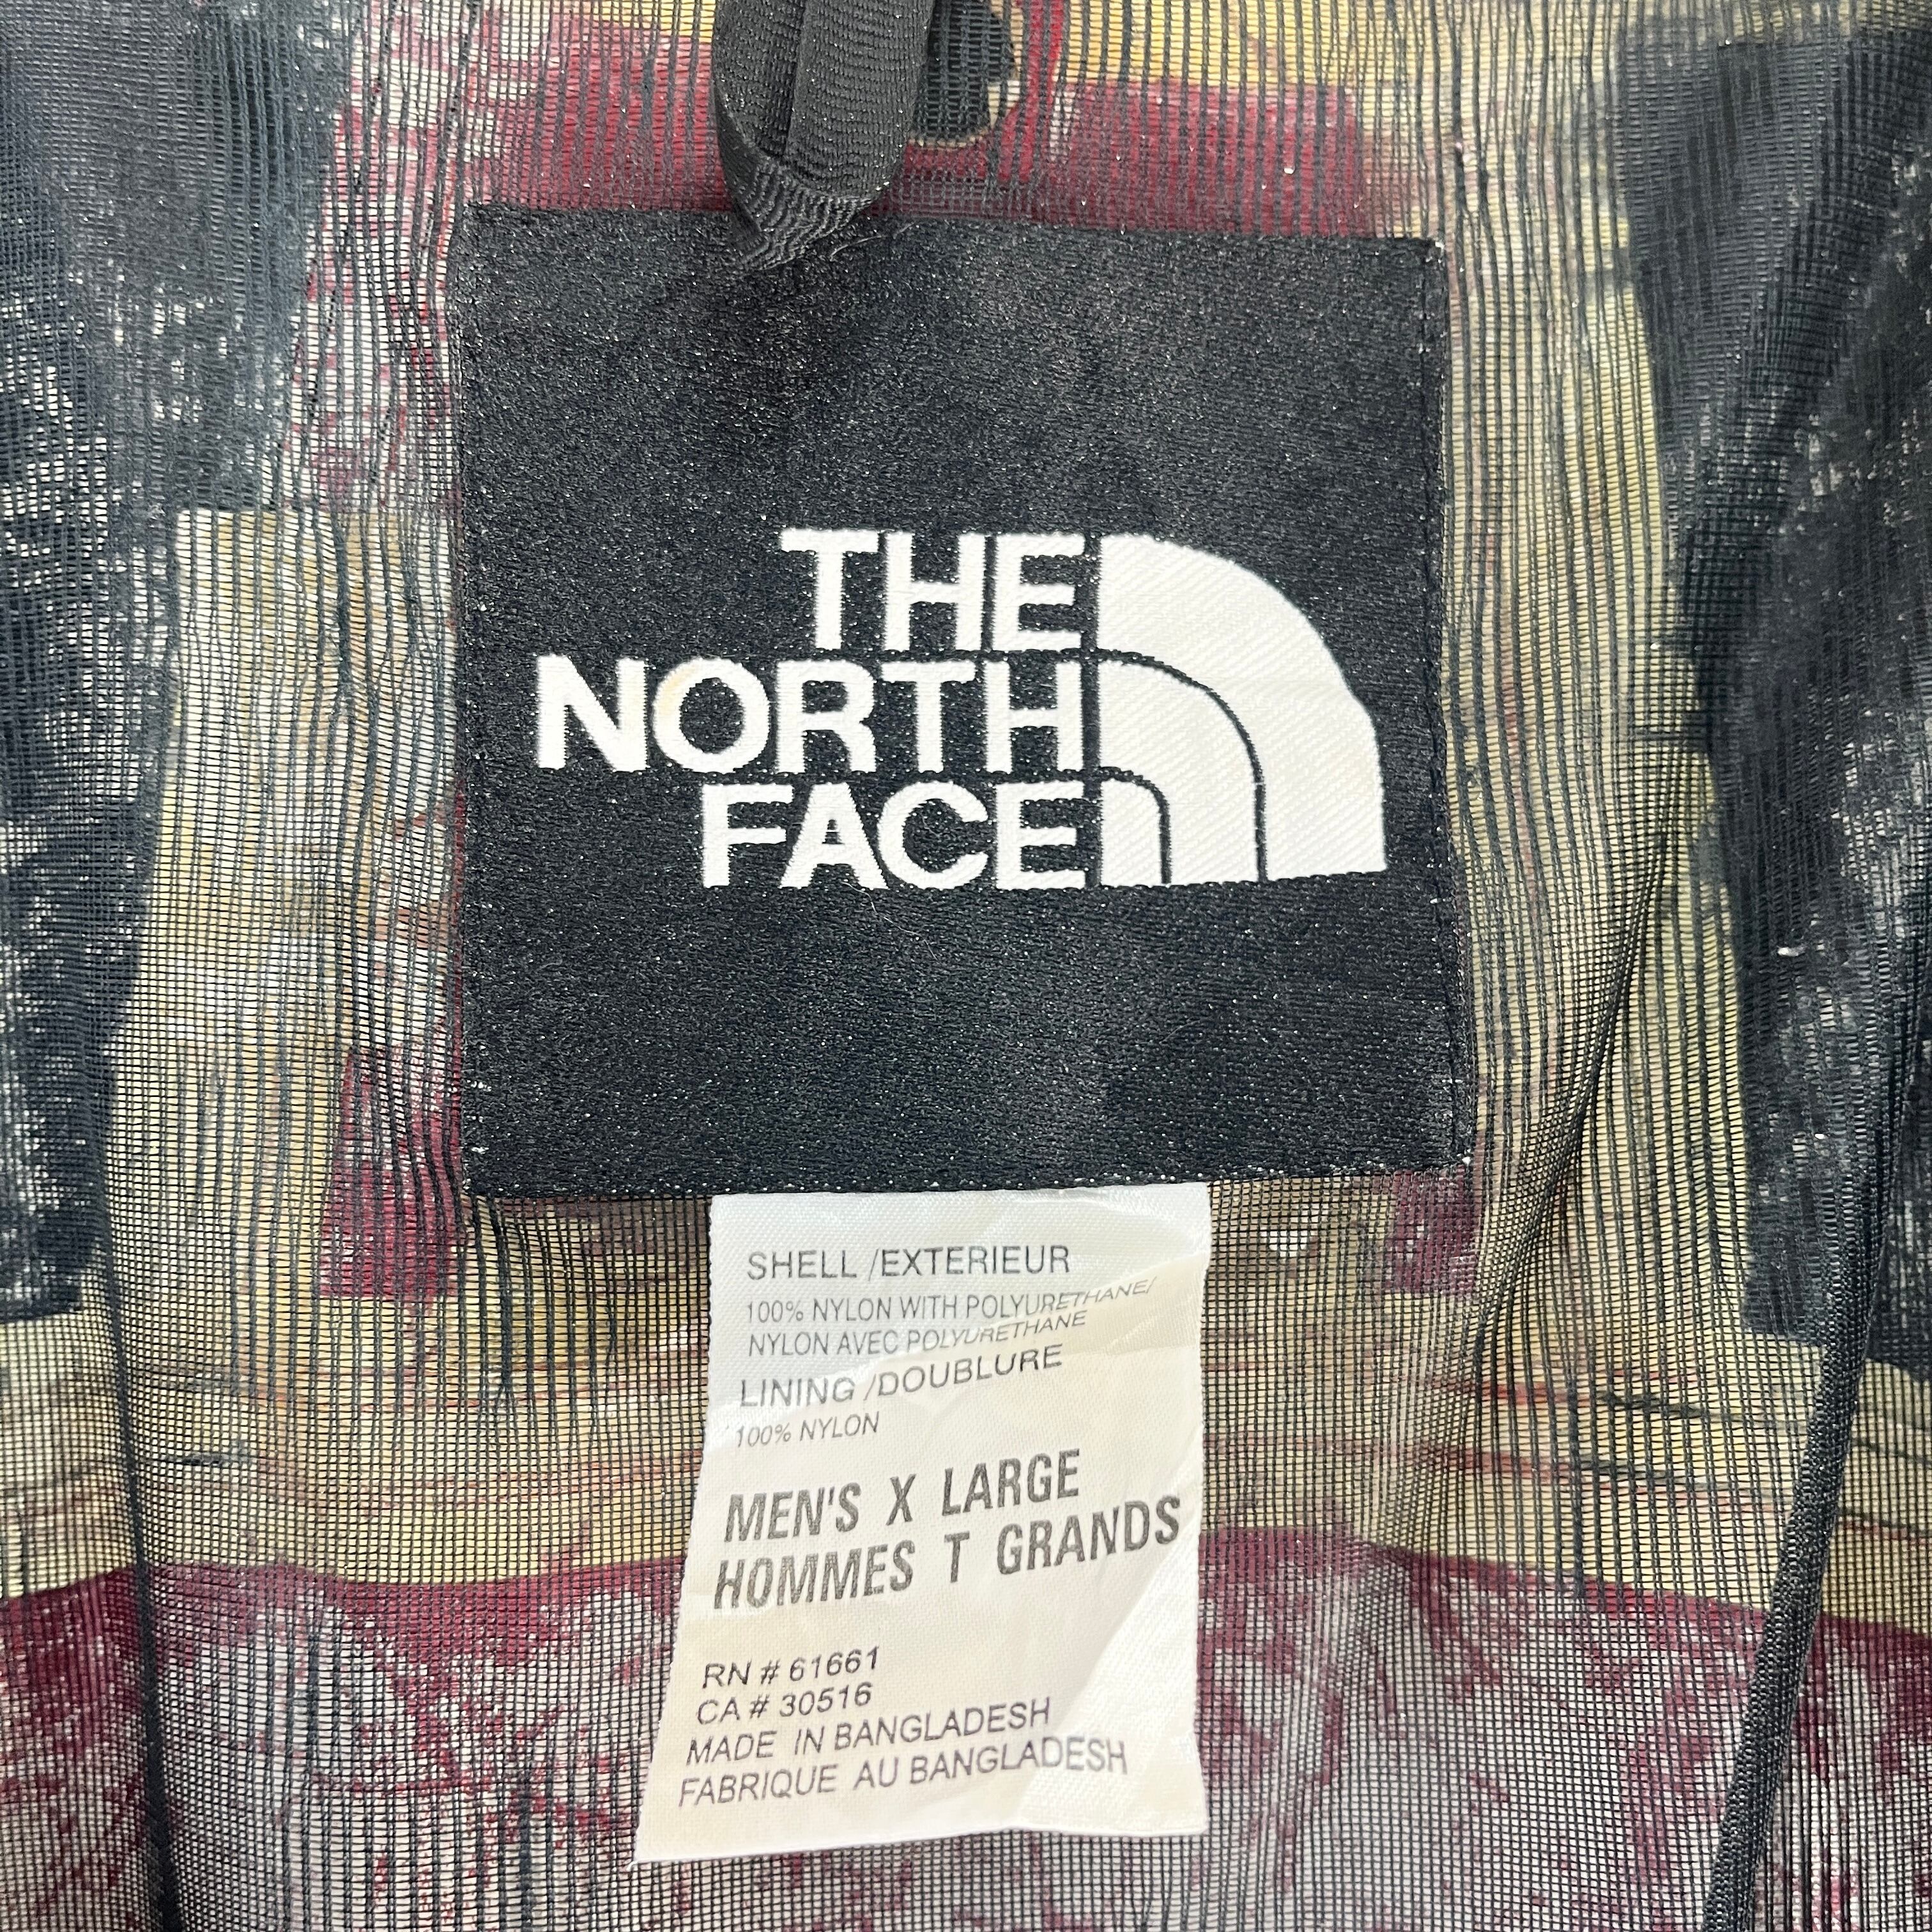 THE
NORTH
FACE
SHELL /EXTERIEUR
100% NYLON WITH POLYURETHANE/
NYLON AVEC POLYURETHANE
LINING /DOUBLURE
100% NYLON
MEN'S X LARGE
HOMMES T GRANDS
RN # 61661
CA # 30516
MADE IN BANGLADESH
FABRIQUE AU BANGLADESH